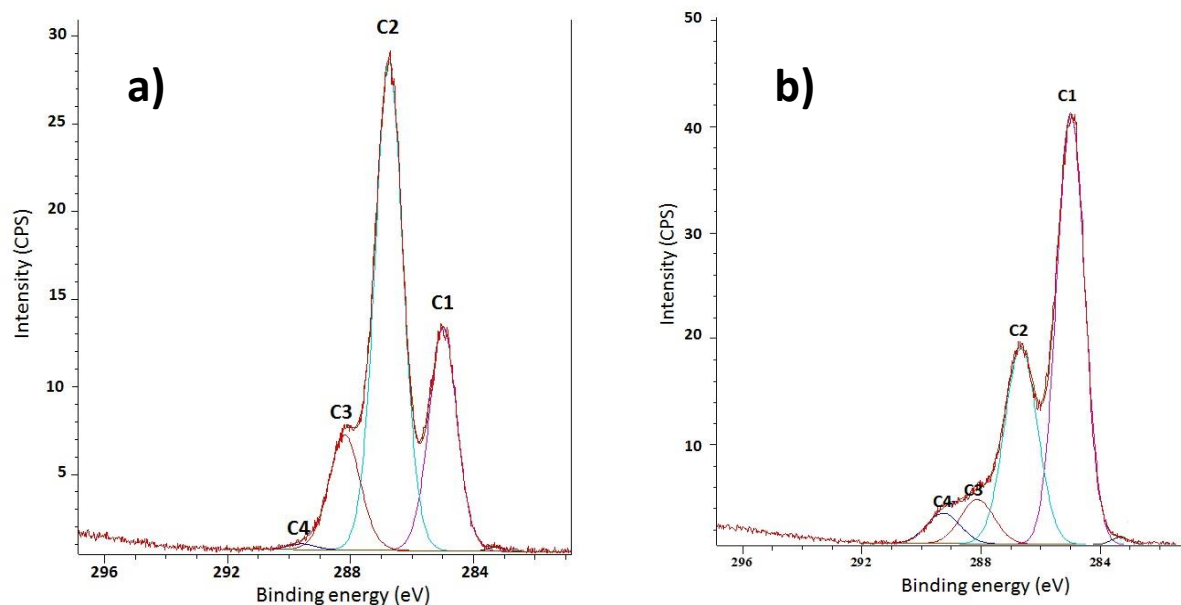 a)
Intensity (CPS)
30
25
20
15
10
5
C2
C1
C3
C4
296
292
288
284
Binding energy (eV)
b)
Intensity (CPS)
50
40
30
20
10
C1
C2
C4
C3
296
292
288
284
Binding energy (eV)